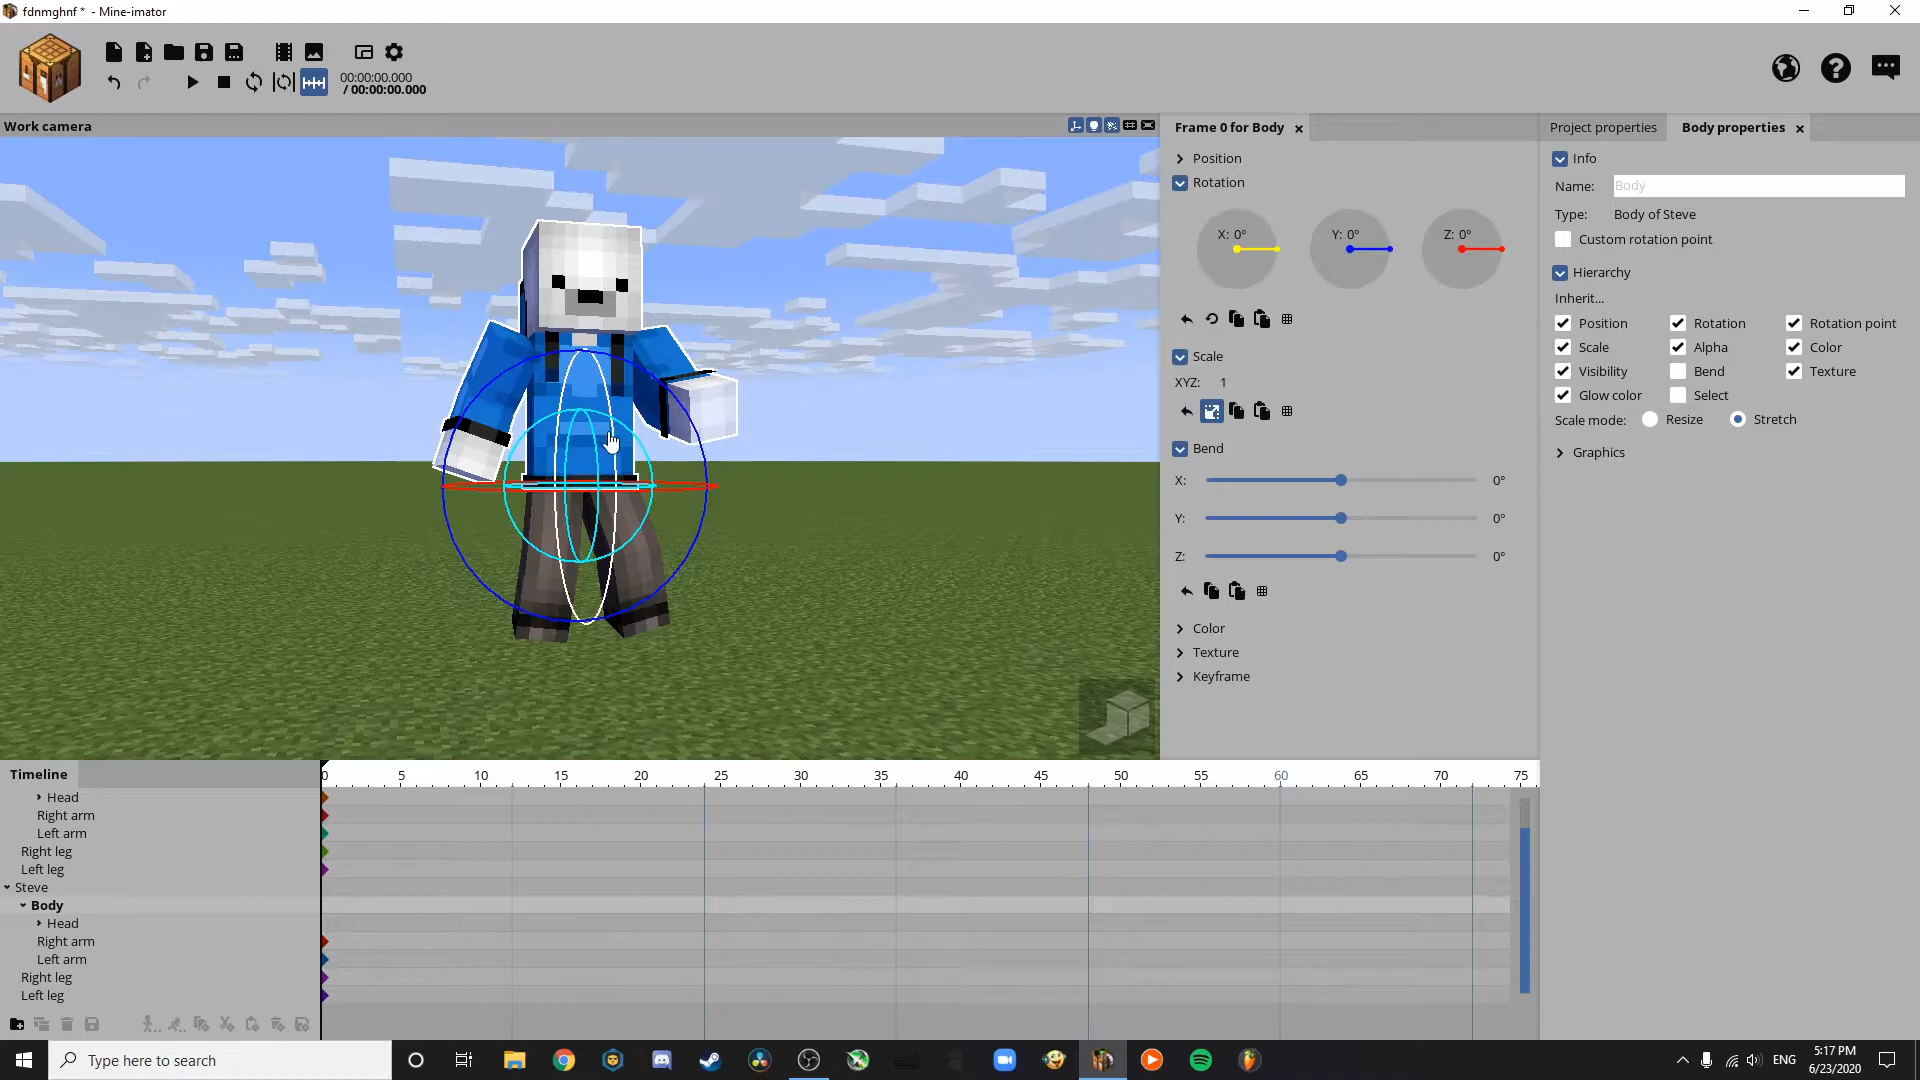 fdnmghnf * - Mine-imator
00:00:00.000
/ 00:00:00.000
Work camera
Frame 0 for Body
Position
Rotation
X: 0°
Y: 0°
Z: 0°
Scale
XYZ: 1
Bend
X: 0°
Y: 0°
Z: 0°
Color
Texture
Keyframe
Project properties
Body properties
Info
Name: Body
Type: Body of Steve
Custom rotation point
Hierarchy
Inherit...
Position Rotation Rotation point
Scale Alpha Color
Visibility Bend Texture
Glow color Select
Scale mode: Resize Stretch
Graphics
Timeline
0 5 10 15 20 25 30 35 40 45 50 55 60 65 70 75
Head
Right arm
Left arm
Right leg
Left leg
Steve
Body
Head
Right arm
Left arm
Right leg
Left leg
Type here to search
ENG
5:17 PM
6/23/2020